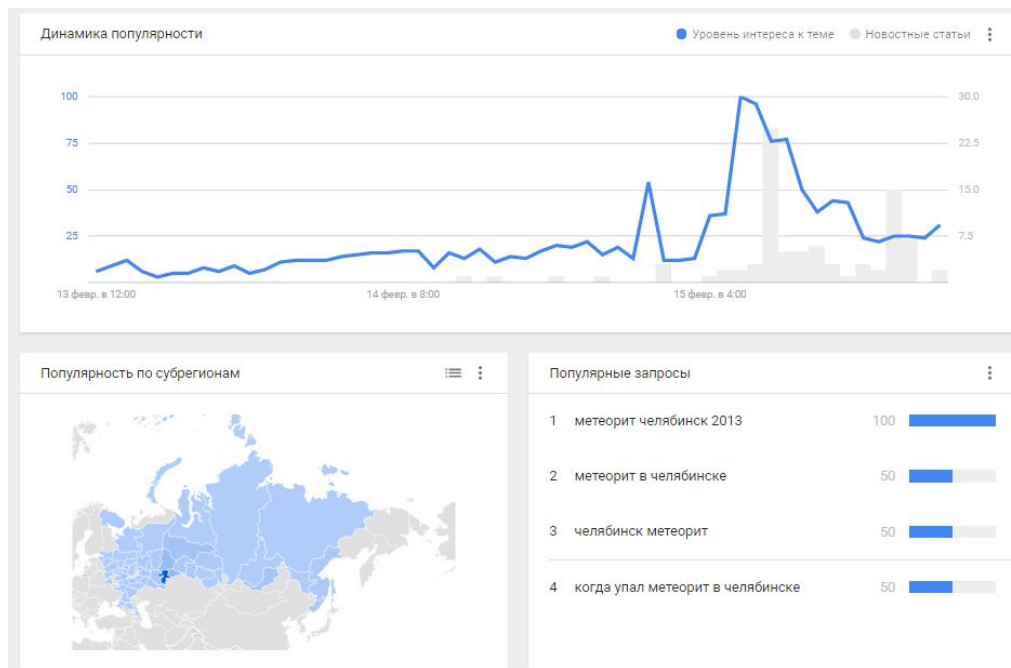 Динамика популярности
Уровень интереса к теме Новостные статьи
100 30.0
75 22.5
50 15.0
25 7.5
13 февр. в 12:00 14 февр. в 8:00 15 февр. в 4:00
Популярность по субрегионам
Популярные запросы
1 метеорит челябинск 2013 100
2 метеорит в челябинске 50
3 челябинск метеорит 50
4 когда упал метеорит в челябинске 50